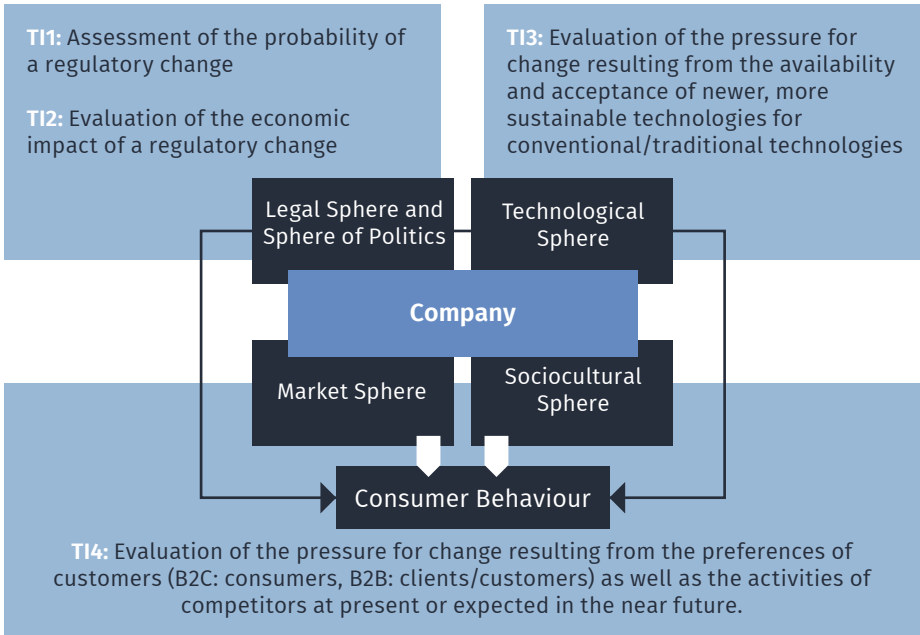 TI1: Assessment of the probability of
a regulatory change
TI2: Evaluation of the economic
impact of a regulatory change
TI3: Evaluation of the pressure for
change resulting from the availability
and acceptance of newer, more
sustainable technologies for
conventional/traditional technologies
Legal Sphere and
Sphere of Politics
Technological
Sphere
Company
Market Sphere
Sociocultural
Sphere
Consumer Behaviour
TI4: Evaluation of the pressure for change resulting from the preferences of
customers (B2C: consumers, B2B: clients/customers) as well as the activities of
competitors at present or expected in the near future.